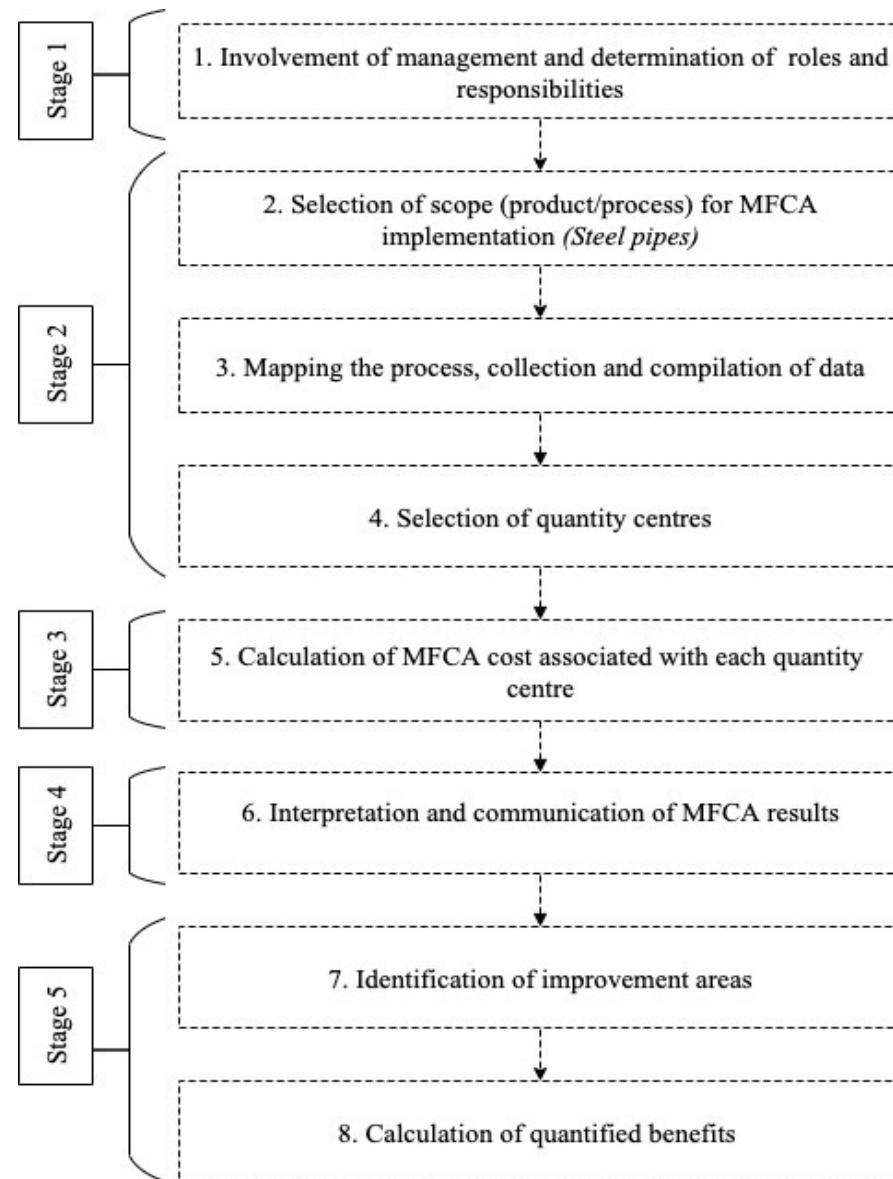 Stage 1
1. Involvement of management and determination of roles and
responsibilities
Stage 2
2. Selection of scope (product/process) for MFCA
implementation (Steel pipes)
3. Mapping the process, collection and compilation of data
4. Selection of quantity centres
Stage 3
5. Calculation of MFCA cost associated with each quantity
centre
Stage 4
6. Interpretation and communication of MFCA results
Stage 5
7. Identification of improvement areas
8. Calculation of quantified benefits